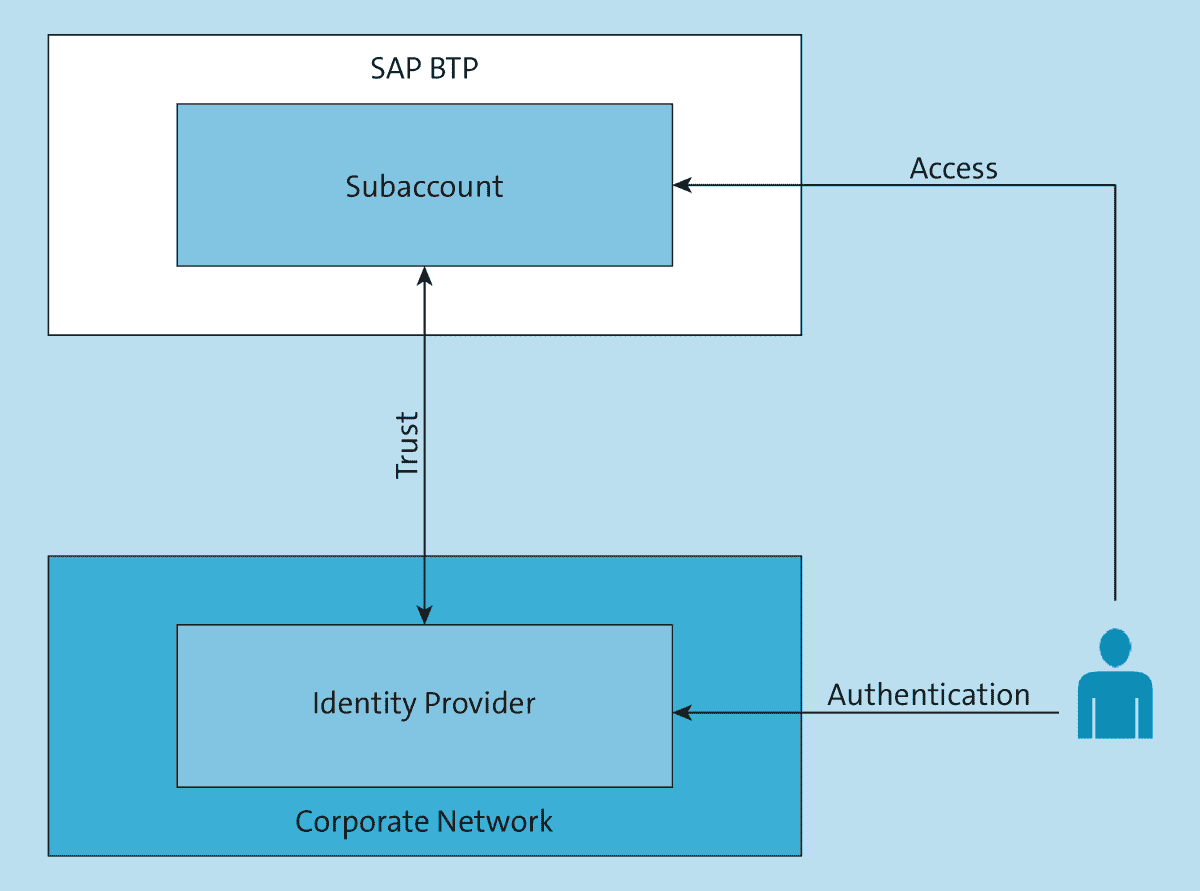 SAP BTP
Subaccount
Access
Trust
Identity Provider
Authentication
Corporate Network